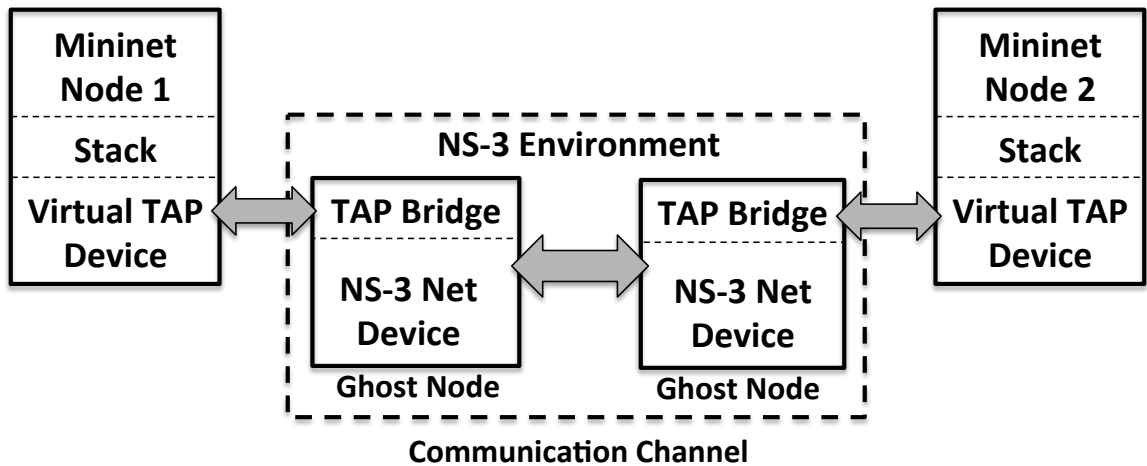 Mininet
Node 1
Stack
Virtual TAP
Device
NS-3 Environment
TAP Bridge
NS-3 Net
Device
Ghost Node
TAP Bridge
NS-3 Net
Device
Ghost Node
Communication Channel
Mininet
Node 2
Stack
Virtual TAP
Device